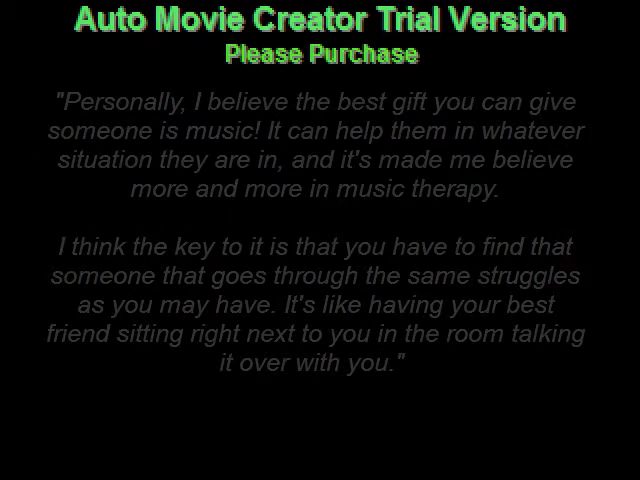 Auto Movie Creator Trial Version
Please Purchase
"Personally, I believe the best gift you can give
someone is music! It can help them in whatever
situation they are in, and it's made me believe
more and more in music therapy.
I think the key to it is that you have to find that
someone that goes through the same struggles
as you may have. It's like having your best
friend sitting right next to you in the room talking
it over with you."